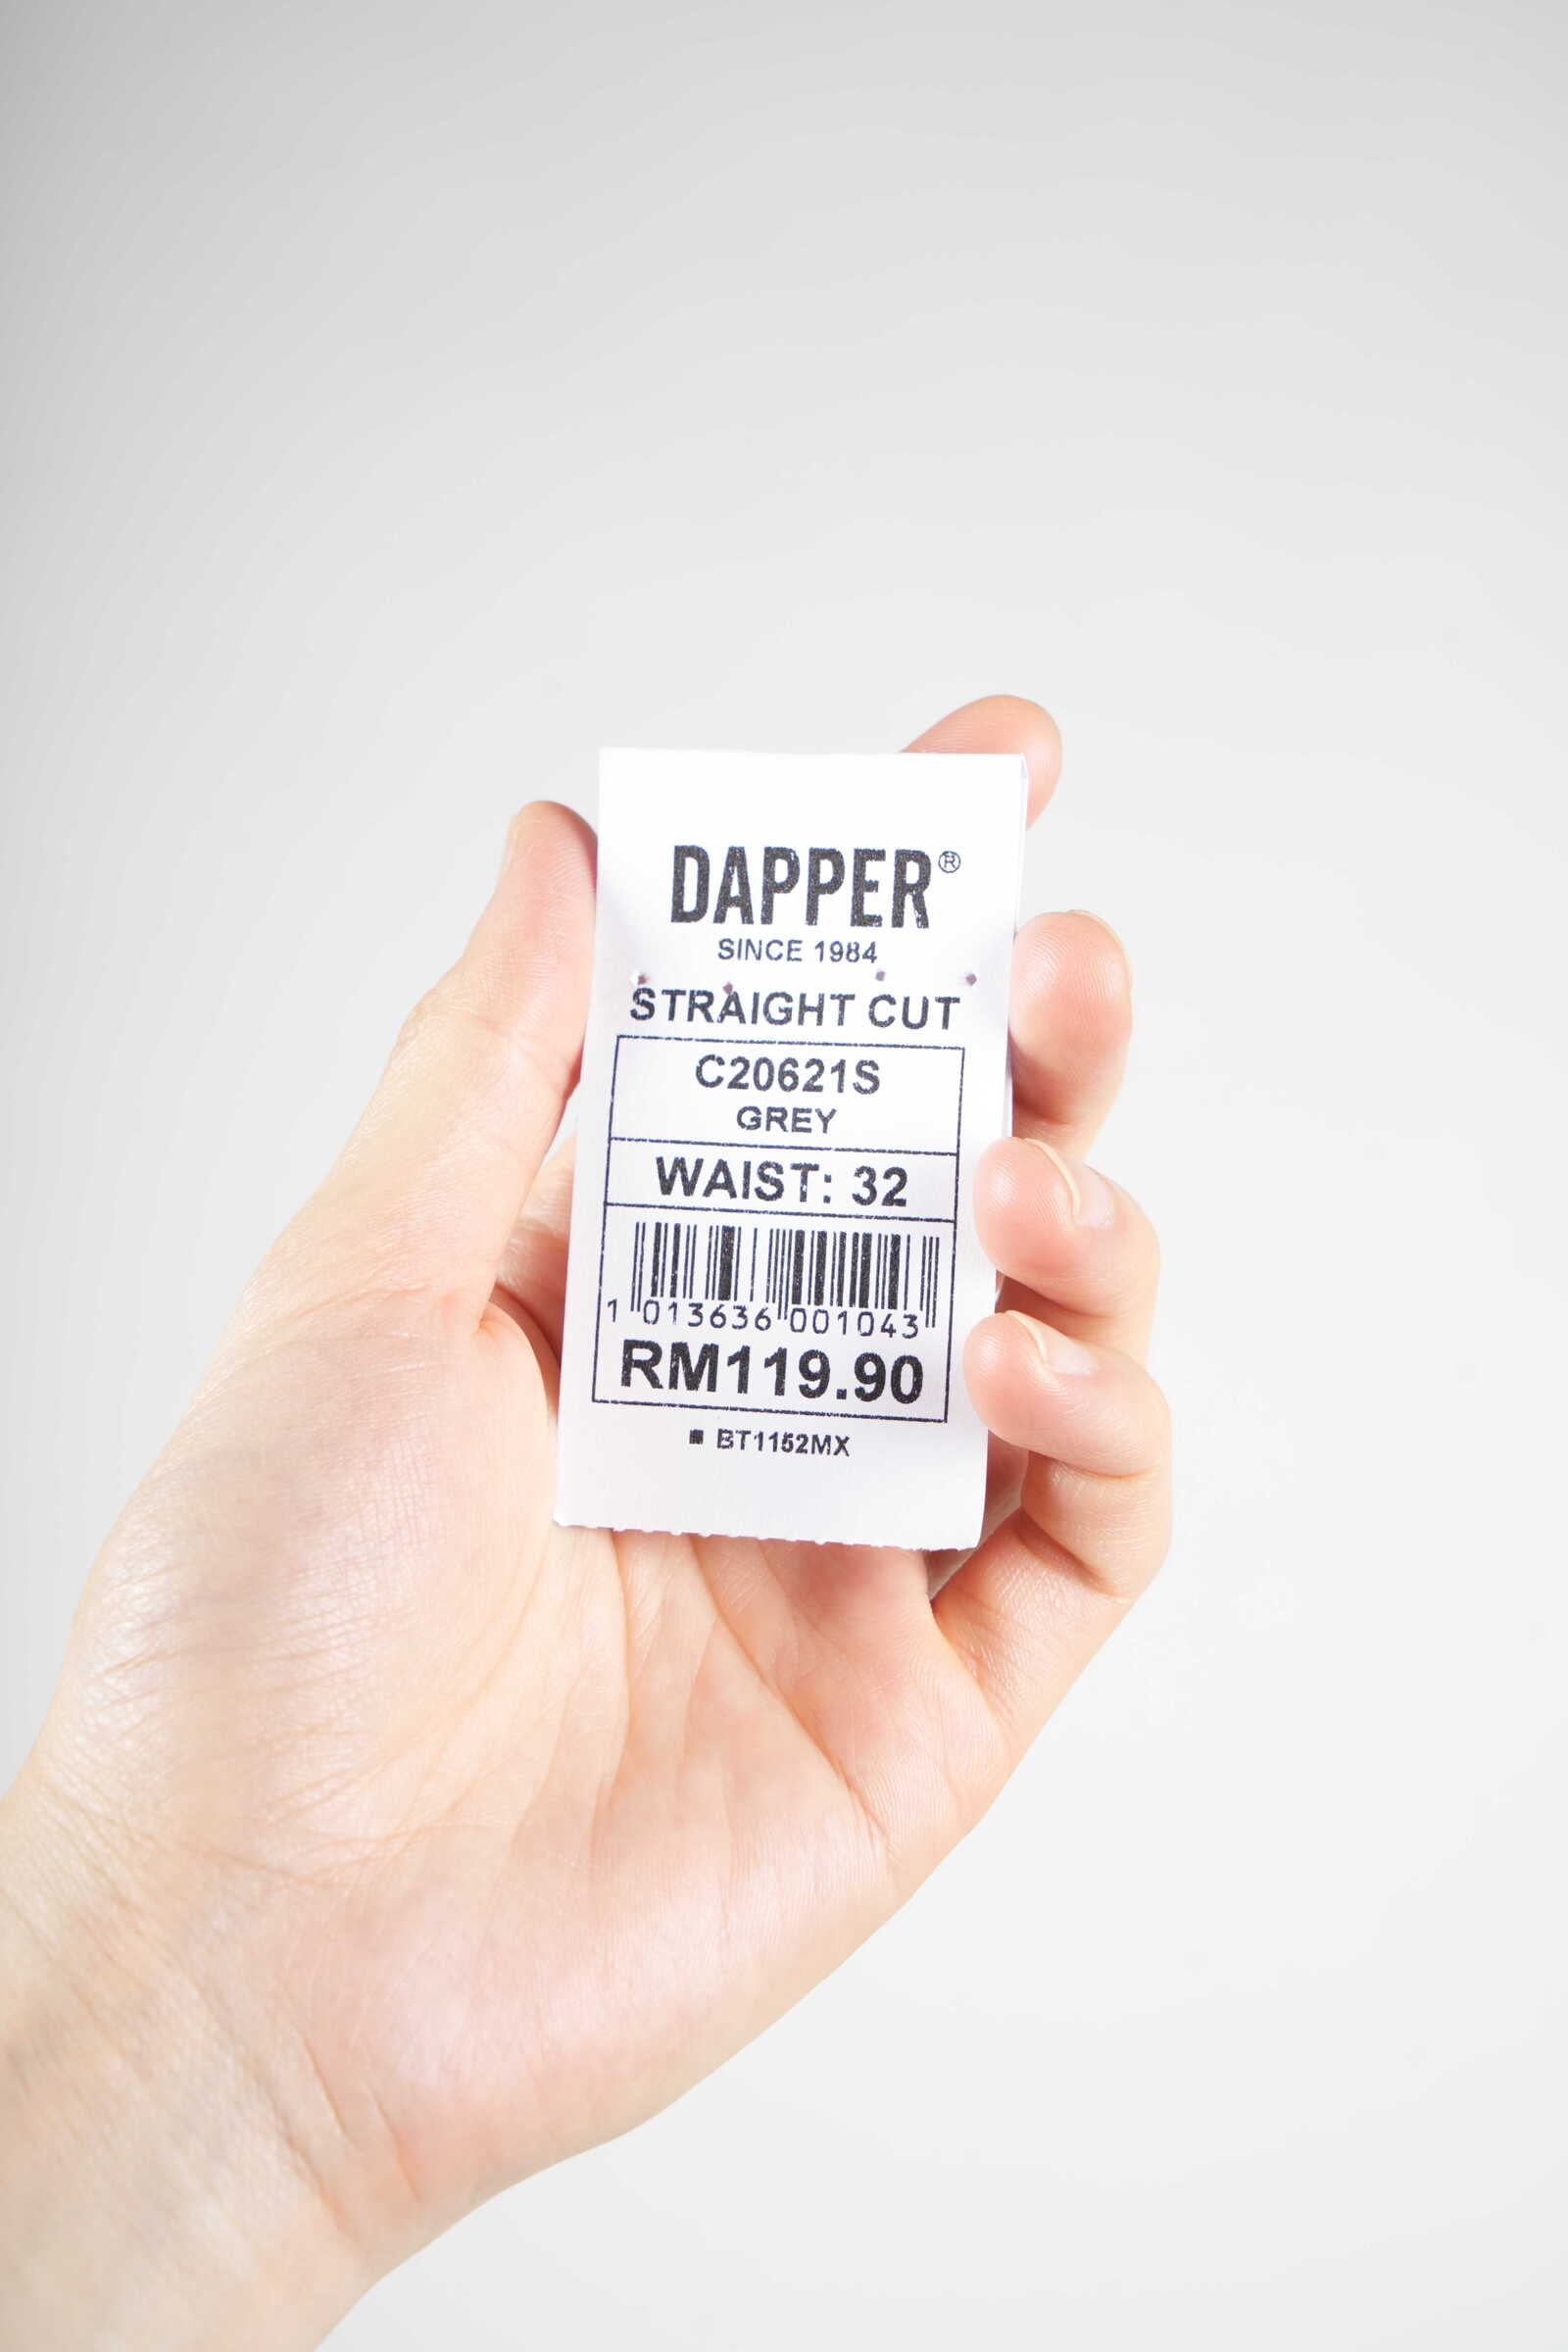 DAPPER®
SINCE 1984
STRAIGHT CUT
C20621S
GREY
WAIST: 32
1 013636 001043
RM119.90
■ BT1152MX